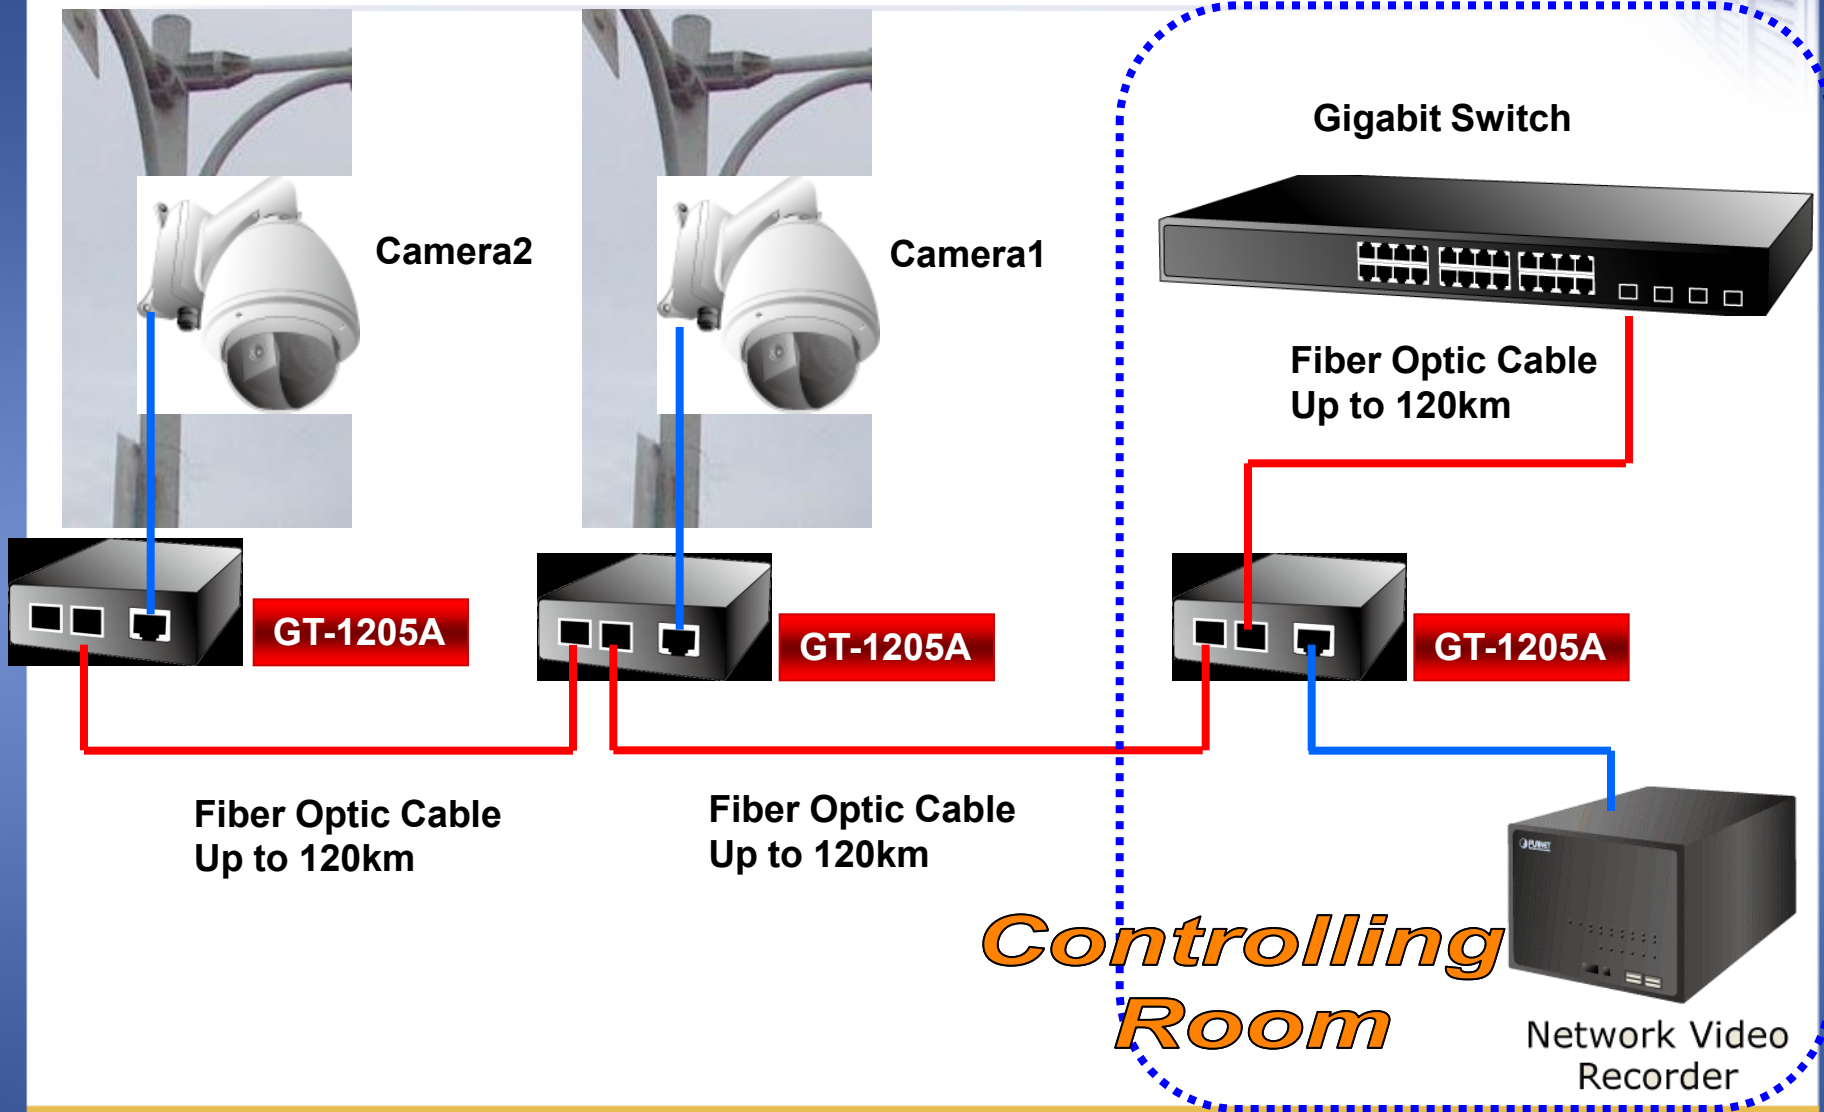 Gigabit Switch
Camera2
Camera1
Fiber Optic Cable
Up to 120km
GT-1205A
GT-1205A
GT-1205A
Fiber Optic Cable
Up to 120km
Fiber Optic Cable
Up to 120km
PLANET
Controlling
Room
Network Video
Recorder